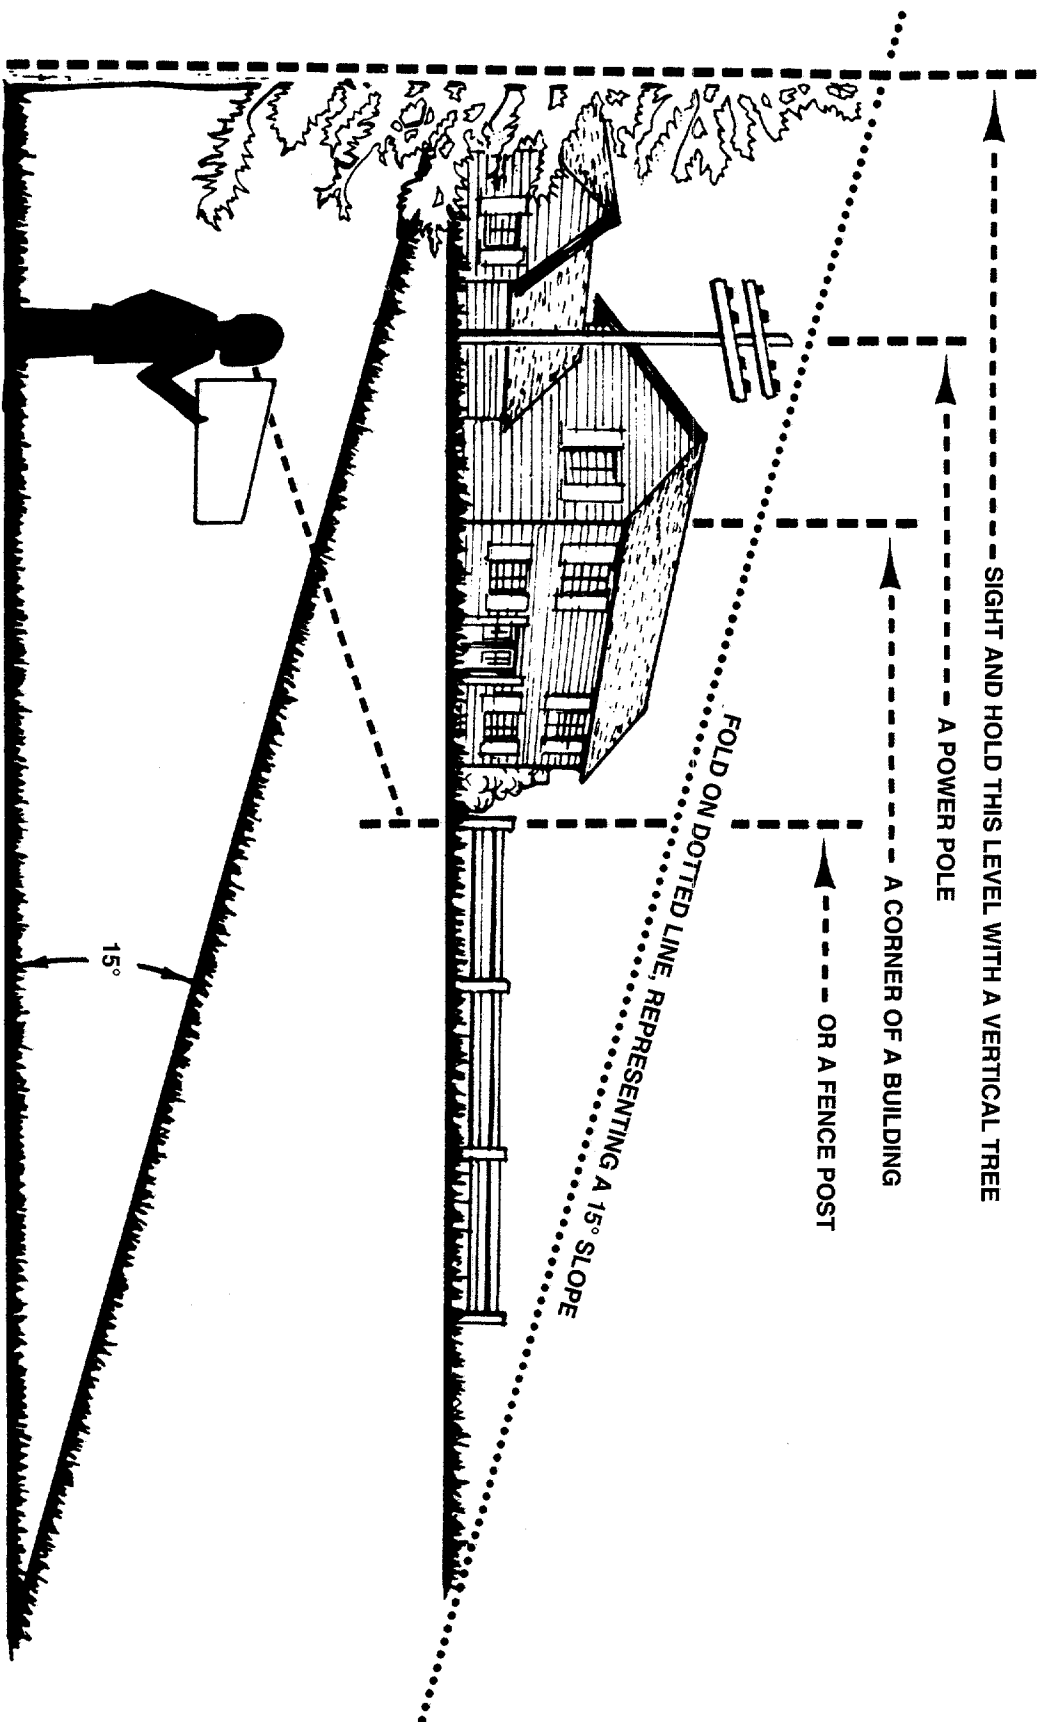 SIGHT AND HOLD THIS LEVEL WITH A VERTICAL TREE
A POWER POLE
A CORNER OF A BUILDING
OR A FENCE POST
FOLD ON DOTTED LINE, REPRESENTING A 15° SLOPE
15°